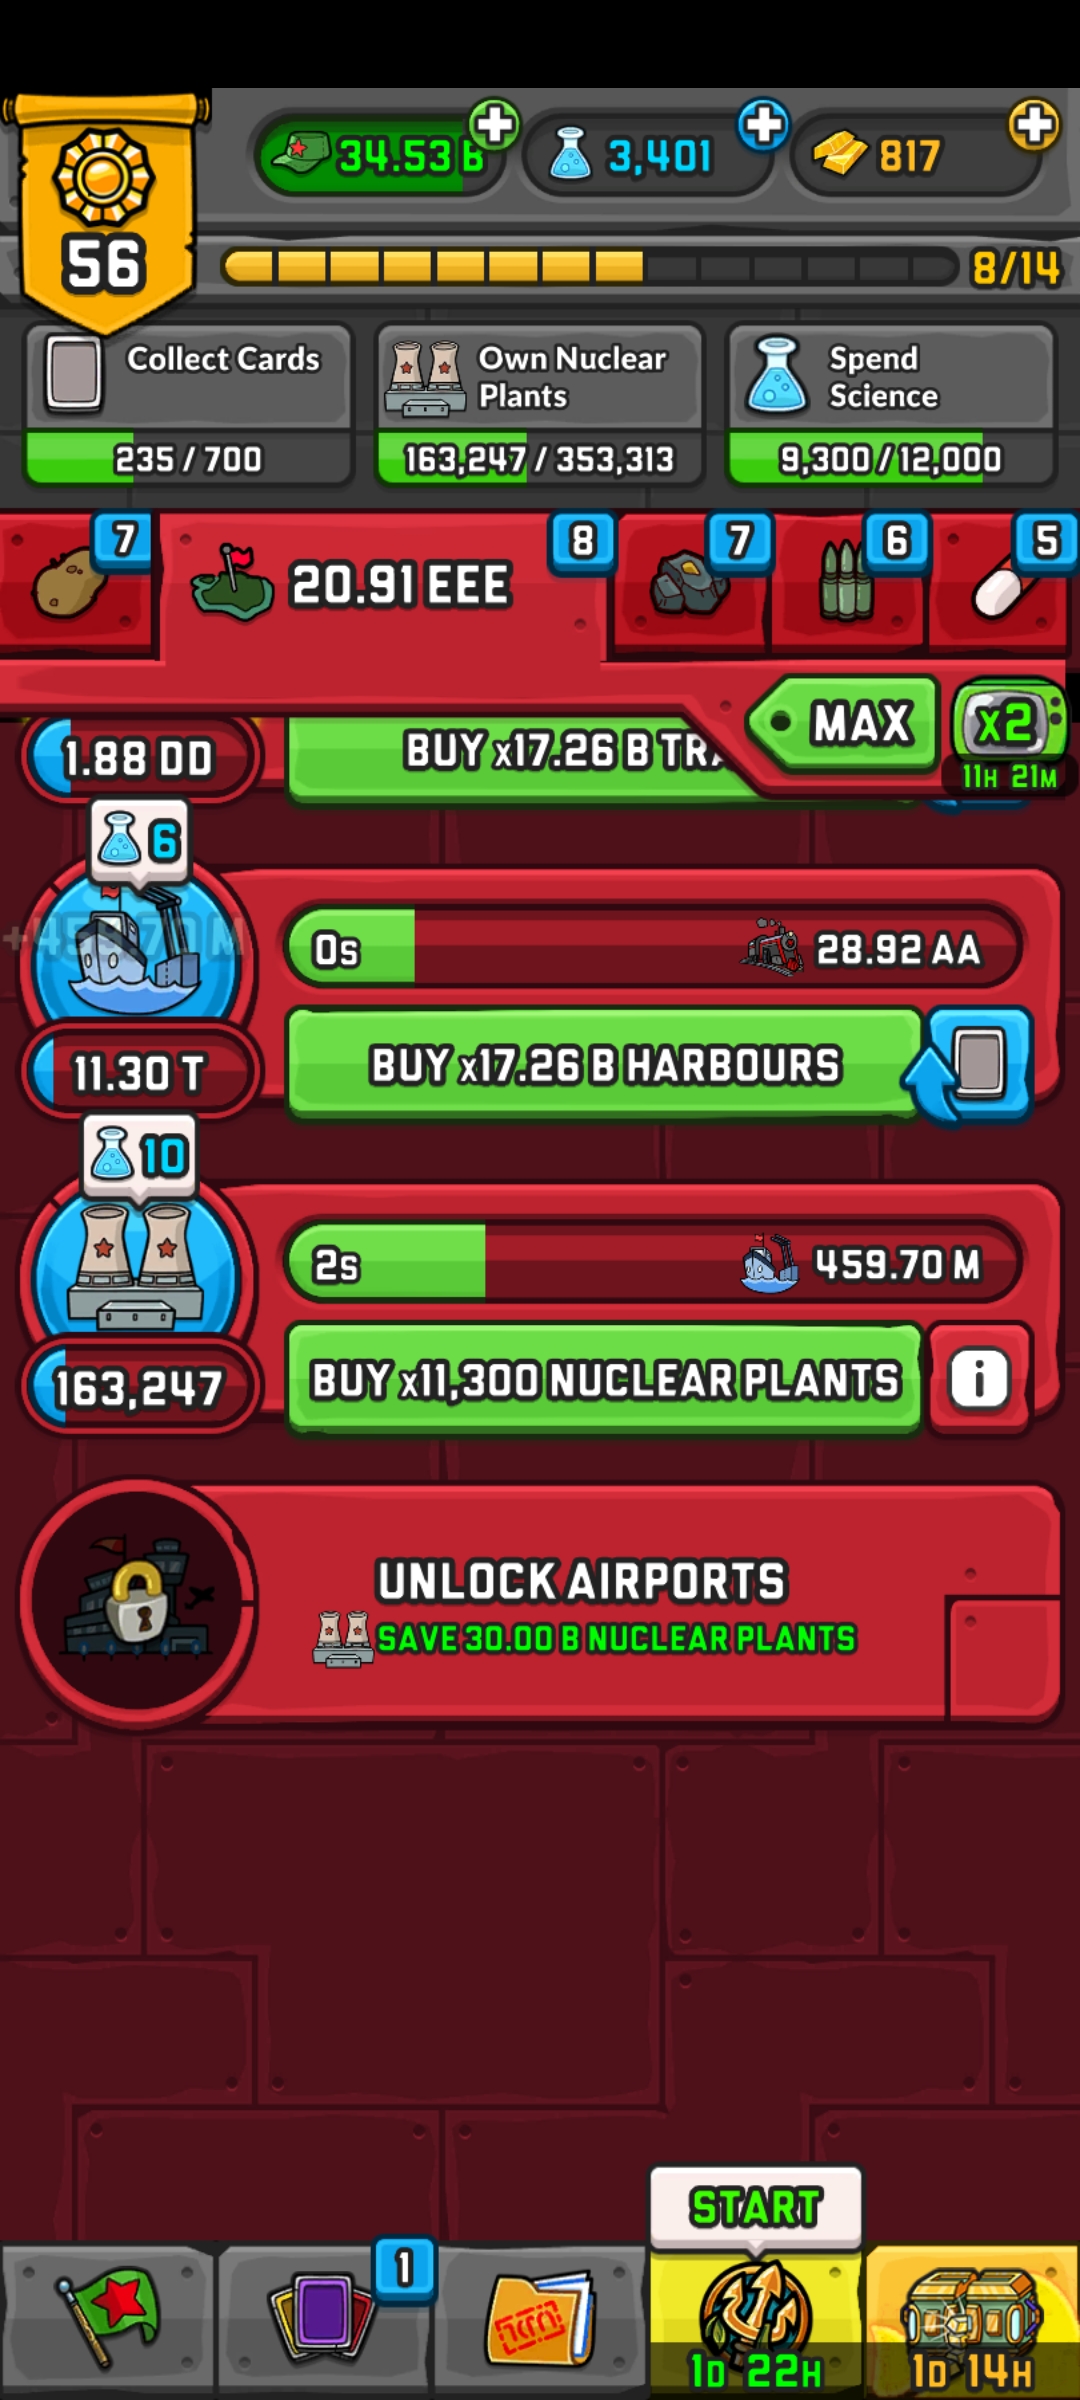 34.53 B
3,401
817
56
8/14
Collect Cards
235 / 700
Own Nuclear
Plants
163,247 / 353,313
Spend
Science
9,300 / 12,000
7
20.91 EEE
8
7
6
5
MAX
x2
11H 21M
1.88 DD
BUY x17.26 B
6
+459.70 M
0s
28.92 AA
11.30 T
BUY x17.26 B HARBOURS
10
2s
459.70 M
163,247
BUY x11,300 NUCLEAR PLANTS
i
UNLOCK AIRPORTS
SAVE 30.00 B NUCLEAR PLANTS
START
1
1D 22H
1D 14H